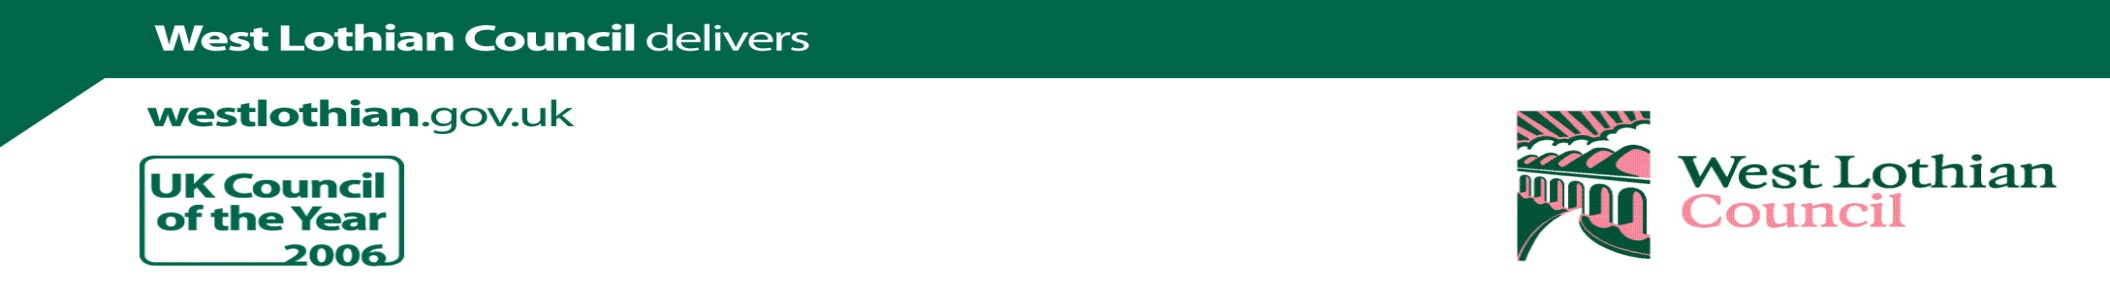 West Lothian Council delivers
westlothian.gov.uk
UK Council
of the Year
2006
West Lothian
Council